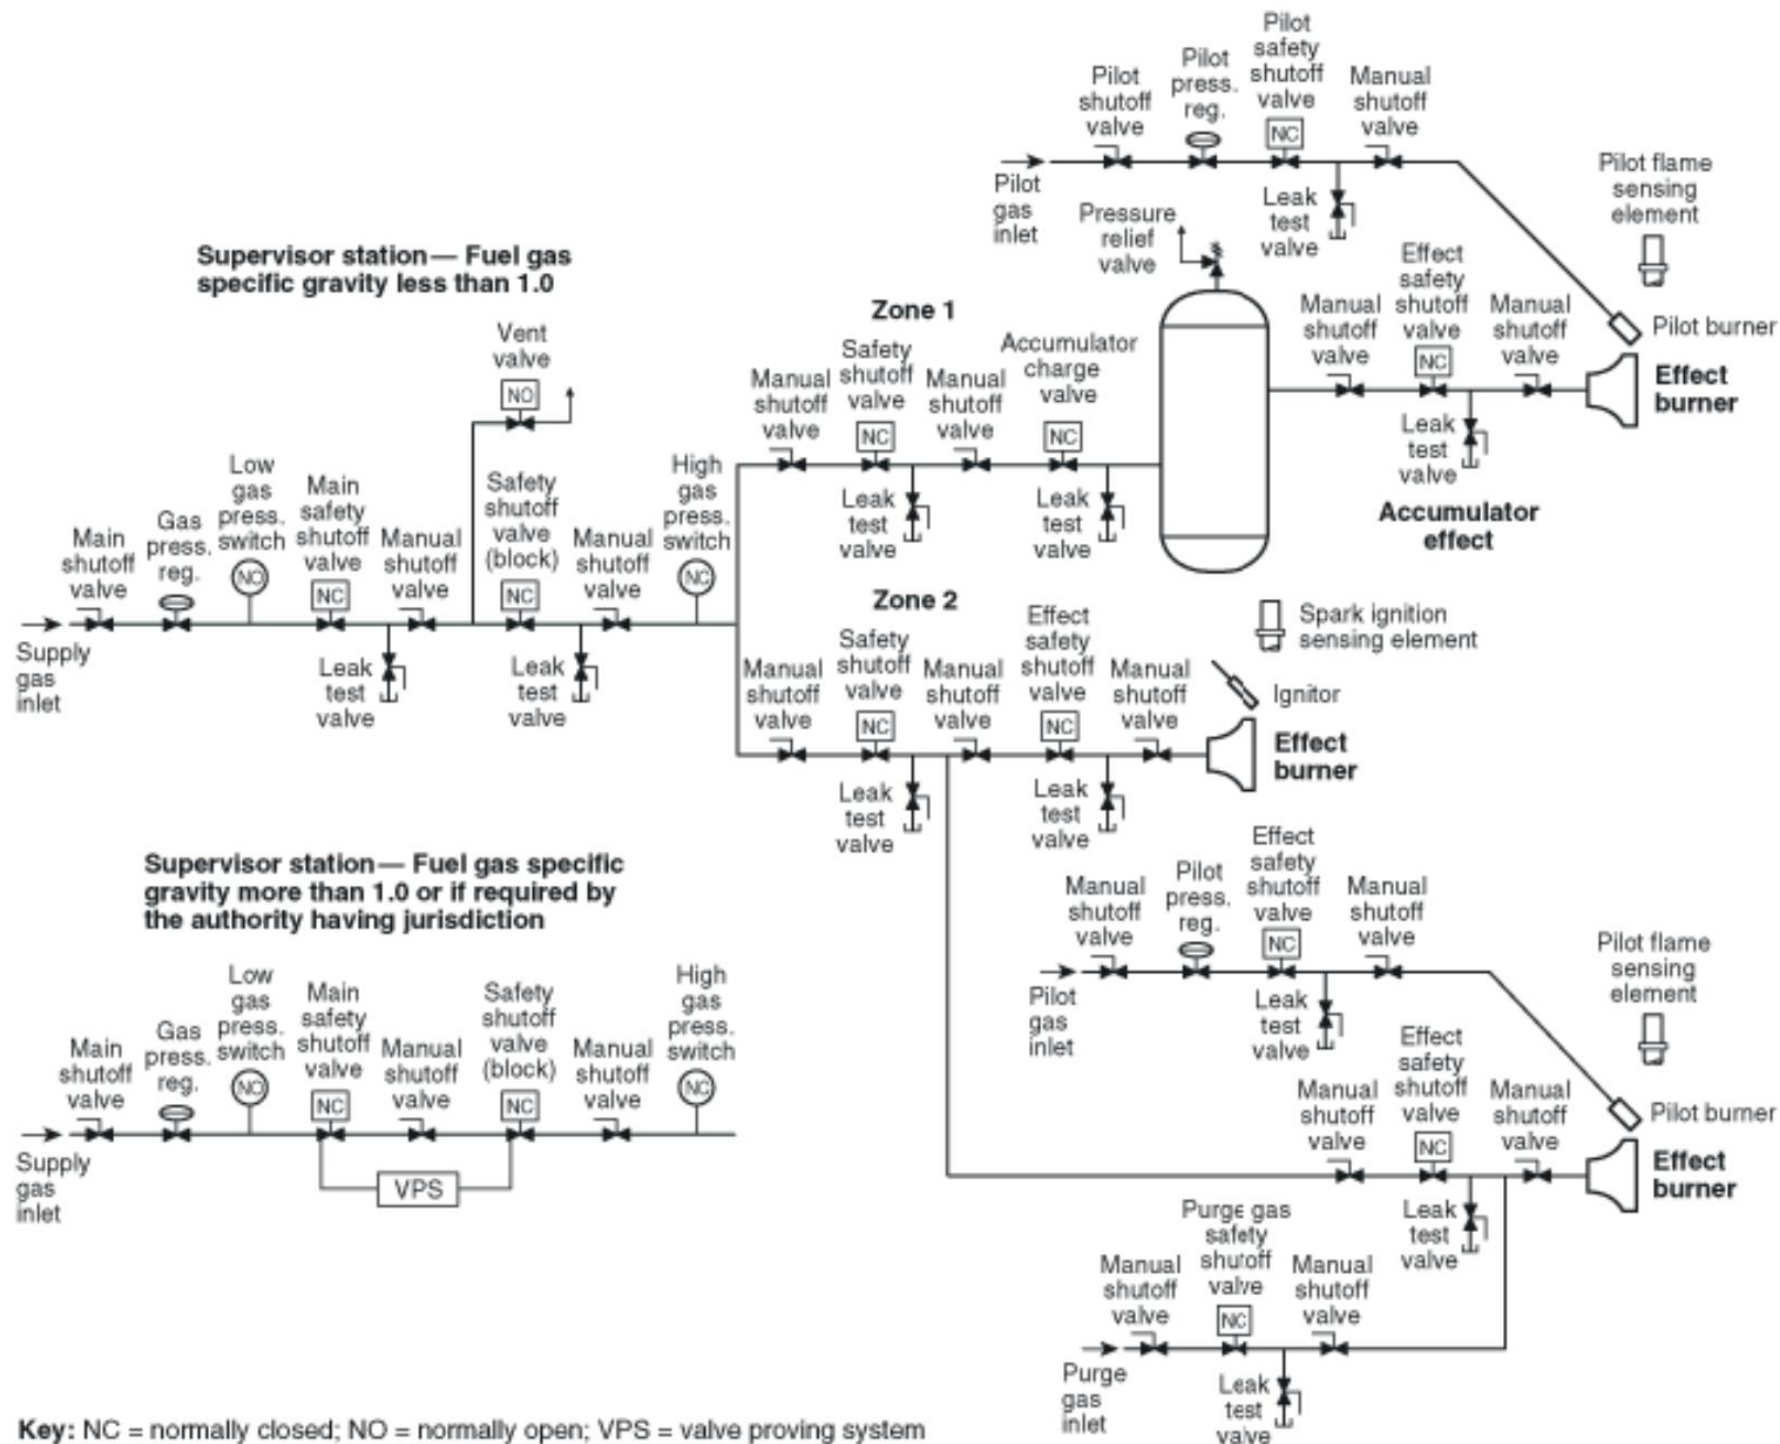 Pilot
safety
shutoff
valve
NC
Pilot
press.
reg.
Pilot
shutoff
valve
Manual
shutoff
valve
Pilot
gas
inlet
Leak
test
valve
Pilot flame
sensing
element
Pressure
relief
valve
Effect
safety
shutoff
valve
NC
Manual
shutoff
valve
Manual
shutoff
valve
Pilot burner
Effect
burner
Leak
test
valve
Accumulator
effect
Supervisor station— Fuel gas
specific gravity less than 1.0
Vent
valve
NO
Main
shutoff
valve
Gas
press.
reg.
Low
gas
press.
switch
NO
Main
safety
shutoff
valve
NC
Manual
shutoff
valve
Safety
shutoff
valve
(block)
NC
Manual
shutoff
valve
High
gas
press.
switch
NC
Supply
gas
inlet
Leak
test
valve
Leak
test
valve
Zone 1
Manual
shutoff
valve
Safety
shutoff
valve
NC
Manual
shutoff
valve
Accumulator
charge
valve
NC
Leak
test
valve
Leak
test
valve
Zone 2
Manual
shutoff
valve
Safety
shutoff
valve
NC
Manual
shutoff
valve
Effect
safety
shutoff
valve
NC
Manual
shutoff
valve
Spark ignition
sensing element
Ignitor
Effect
burner
Leak
test
valve
Leak
test
valve
Manual
shutoff
valve
Pilot
press.
reg.
Effect
safety
shutoff
valve
NC
Manual
shutoff
valve
Pilot
gas
inlet
Leak
test
valve
Pilot flame
sensing
element
Manual
shutoff
valve
Effect
safety
shutoff
valve
NC
Manual
shutoff
valve
Pilot burner
Effect
burner
Leak
test
valve
Manual
shutoff
valve
Purge gas
safety
shutoff
valve
NC
Manual
shutoff
valve
Purge
gas
inlet
Leak
test
valve
Supervisor station— Fuel gas specific
gravity more than 1.0 or if required by
the authority having jurisdiction
Main
shutoff
valve
Gas
press.
reg.
Low
gas
press.
switch
NO
Main
safety
shutoff
valve
NC
Manual
shutoff
valve
Safety
shutoff
valve
(block)
NC
Manual
shutoff
valve
High
gas
press.
switch
NC
Supply
gas
inlet
VPS
Key: NC = normally closed; NO = normally open; VPS = valve proving system